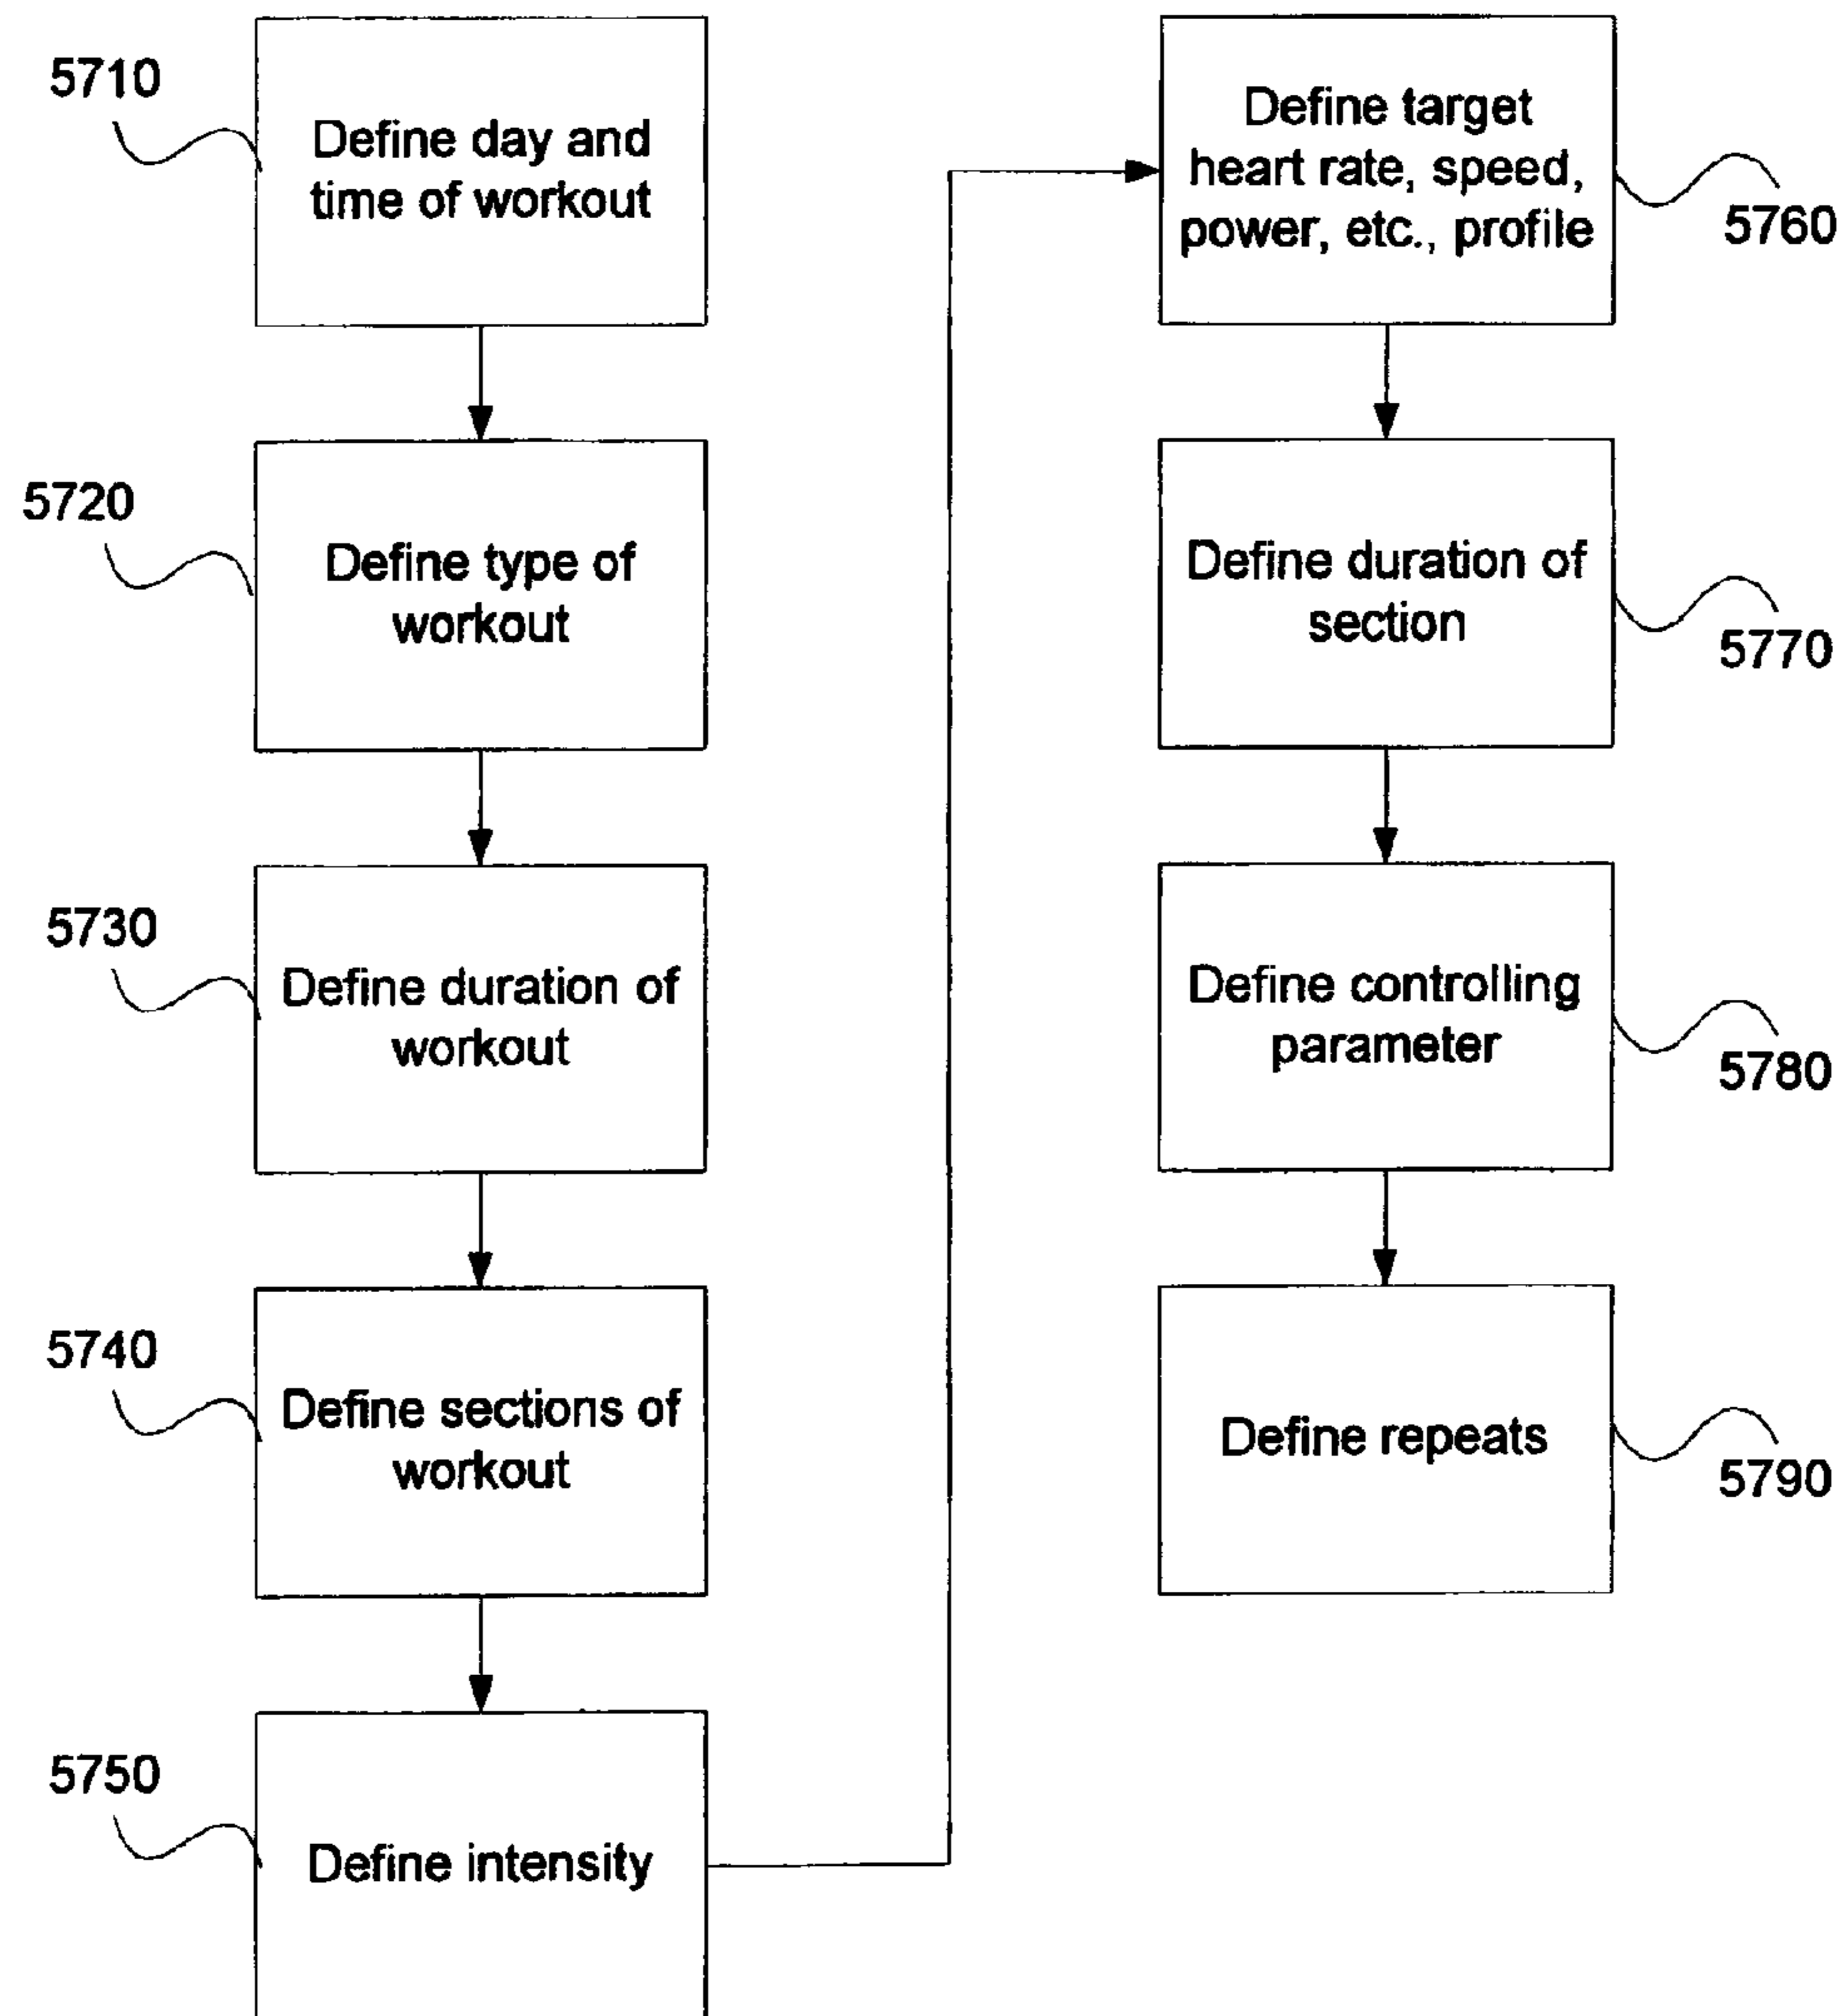 5710
Define day and
time of workout
5720
Define type of
workout
5730
Define duration of
workout
5740
Define sections of
workout
5750
Define intensity
Define target
heart rate, speed,
power, etc., profile
5760
Define duration of
section
5770
Define controlling
parameter
5780
Define repeats
5790